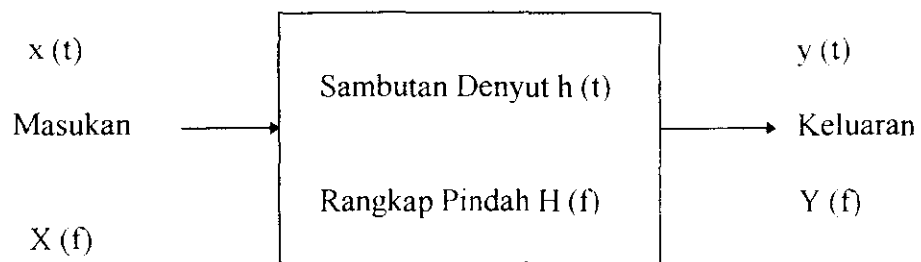 x (t)
Masukan
X (f)
Sambutan Denyut h (t)
Rangkap Pindah H (f)
y (t)
Keluaran
Y (f)